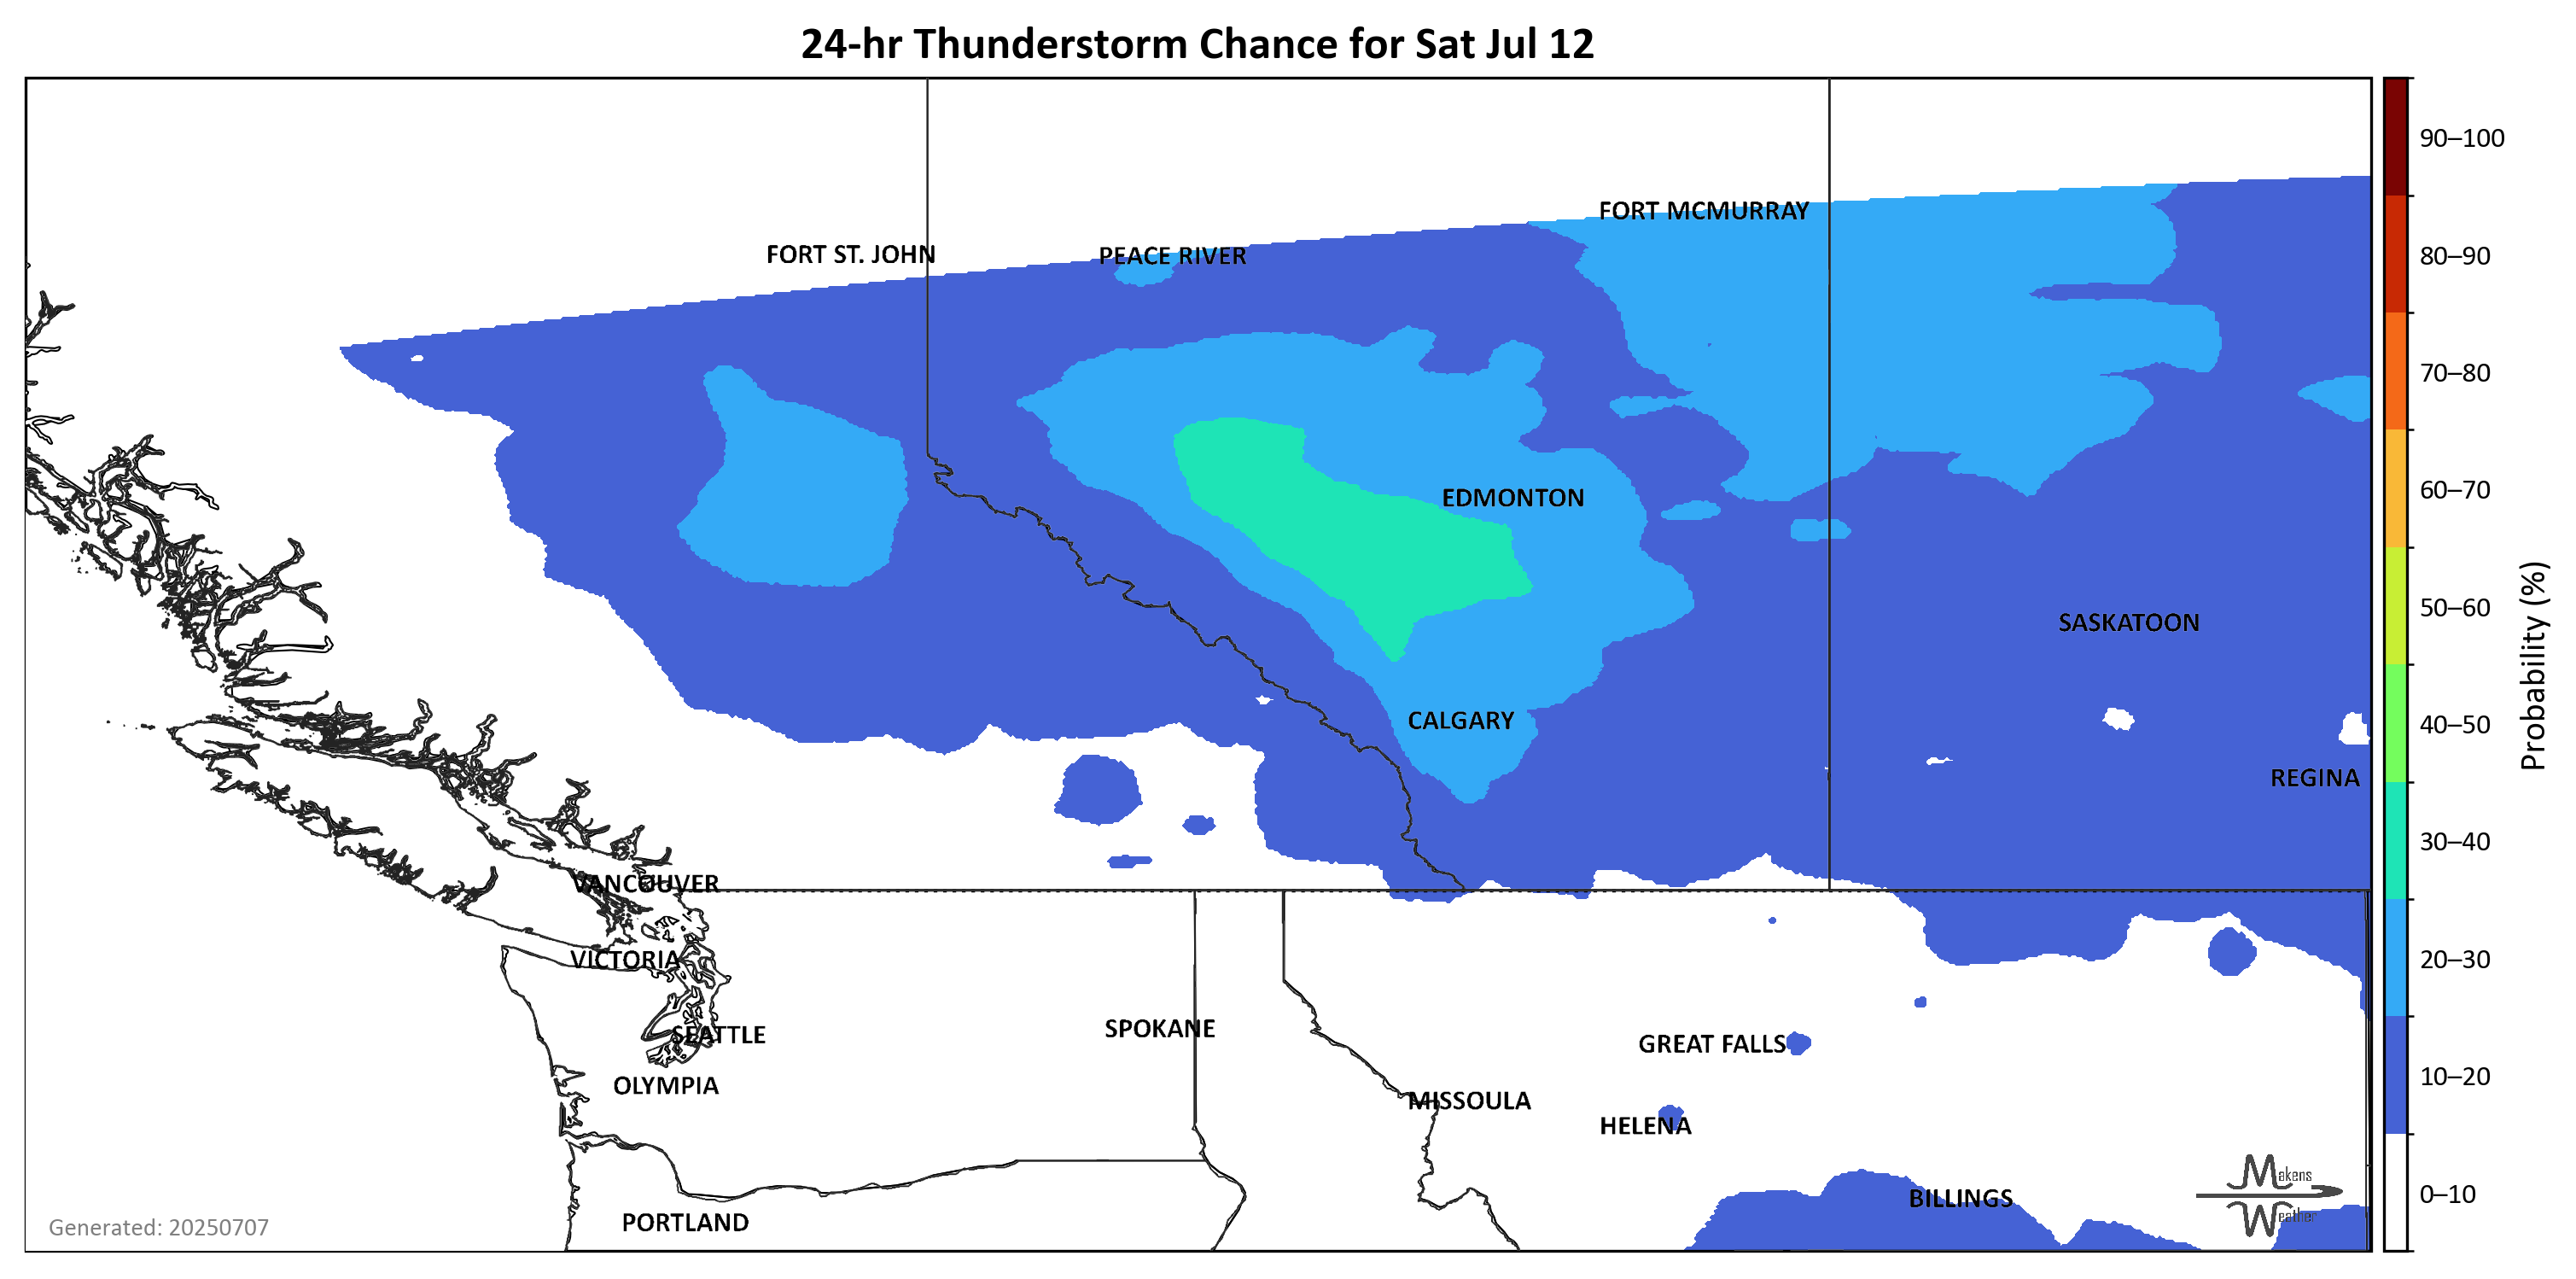 24-hr Thunderstorm Chance for Sat Jul 12
90–100
FORT MCMURRAY
FORT ST. JOHN
PEACE RIVER
80–90
70–80
60–70
EDMONTON
50–60
SASKATOON
Probability (%)
CALGARY
40–50
REGINA
30–40
VANCOUVER
VICTORIA
20–30
SPOKANE
SEATTLE
GREAT FALLS
OLYMPIA
10–20
MISSOULA
HELENA
Makens
Weather
BILLINGS
0–10
PORTLAND
Generated: 20250707